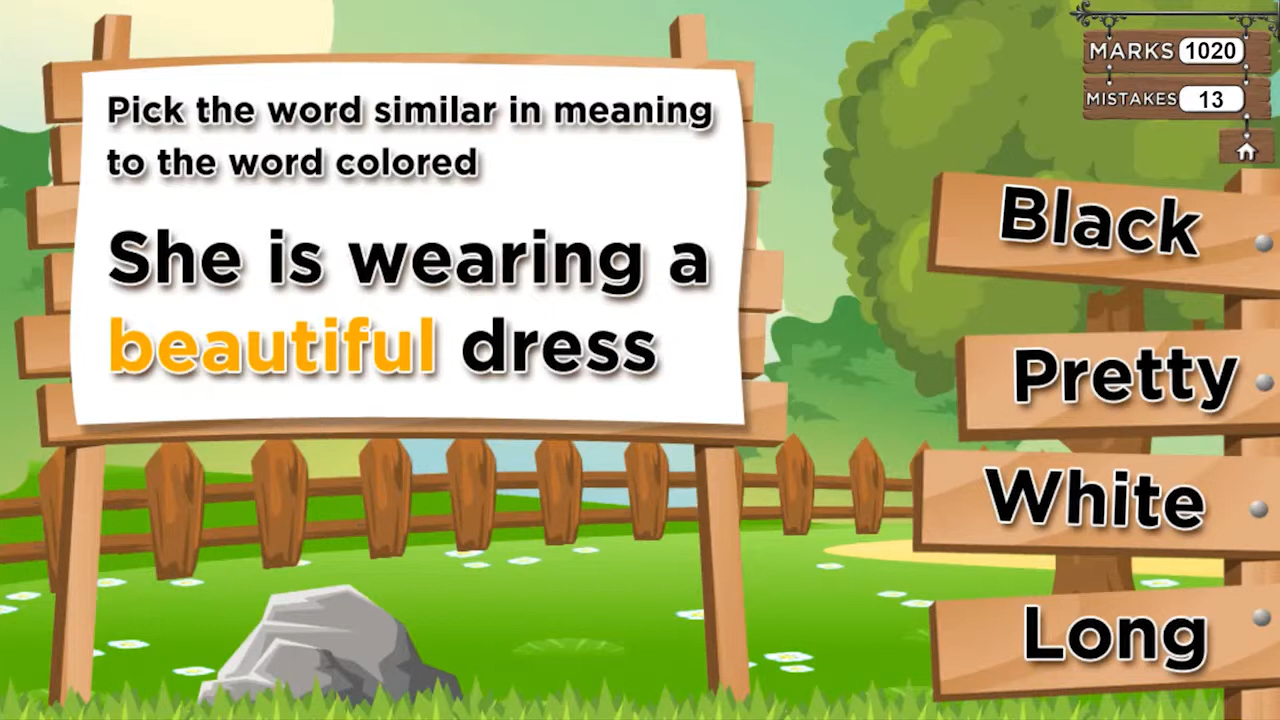 Pick the word similar in meaning
to the word colored
She is wearing a
beautiful dress
MARKS 1020
MISTAKES 13
Black
Pretty
White
Long